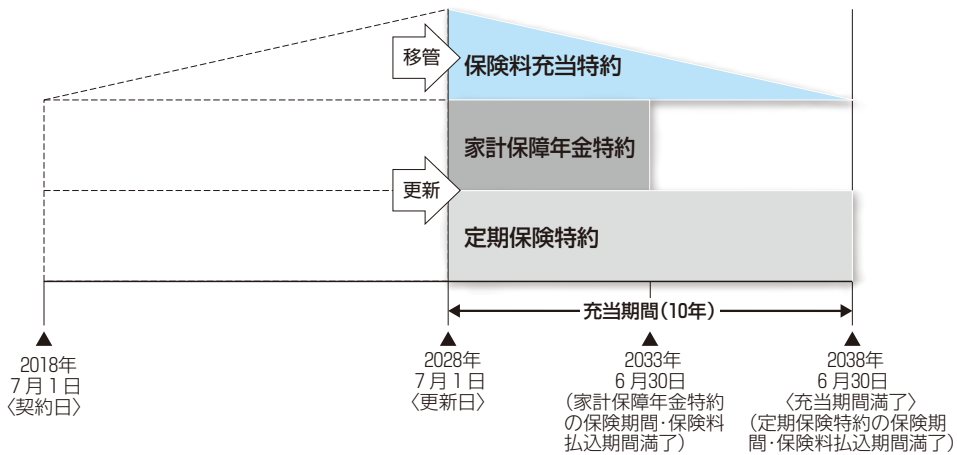 移管
保険料充当特約
家計保障年金特約
更新
定期保険特約
充当期間(10年)
2018年
7月1日
〈契約日〉
2028年
7月1日
〈更新日〉
2033年
6月30日
(家計保障年金特約
の保険期間・保険料
払込期間満了)
2038年
6月30日
〈充当期間満了〉
(定期保険特約の保険期
間・保険料払込期間満了)